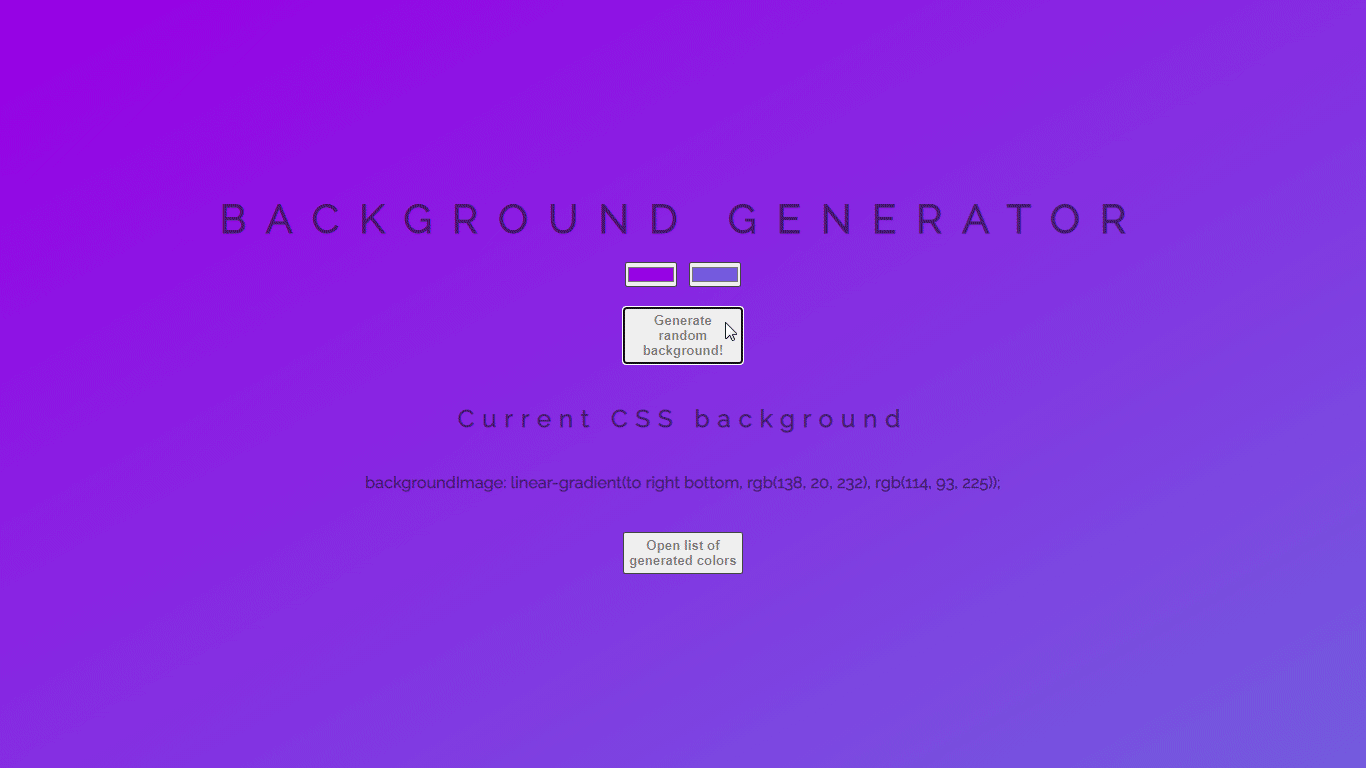 BACKGROUND GENERATOR
Generate
random
background!
Current CSS background
backgroundImage: linear-gradient(to right bottom, rgb(138, 20, 232), rgb(114, 93, 225));
Open list of
generated colors